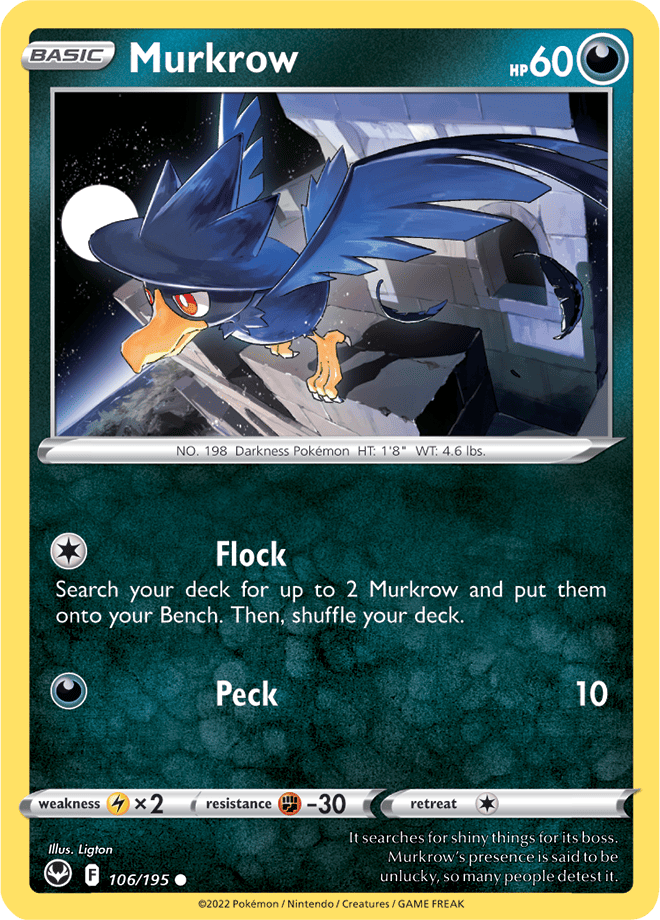 BASIC Murkrow HP 60
NO. 198 Darkness Pokémon HT: 1'8" WT: 4.6 lbs.
Flock
Search your deck for up to 2 Murkrow and put them
onto your Bench. Then, shuffle your deck.
Peck 10
weakness ×2 resistance -30 retreat
It searches for shiny things for its boss.
Murkrow's presence is said to be
unlucky, so many people detest it.
Illus. Ligton
F 106/195
©2022 Pokémon / Nintendo / Creatures / GAME FREAK